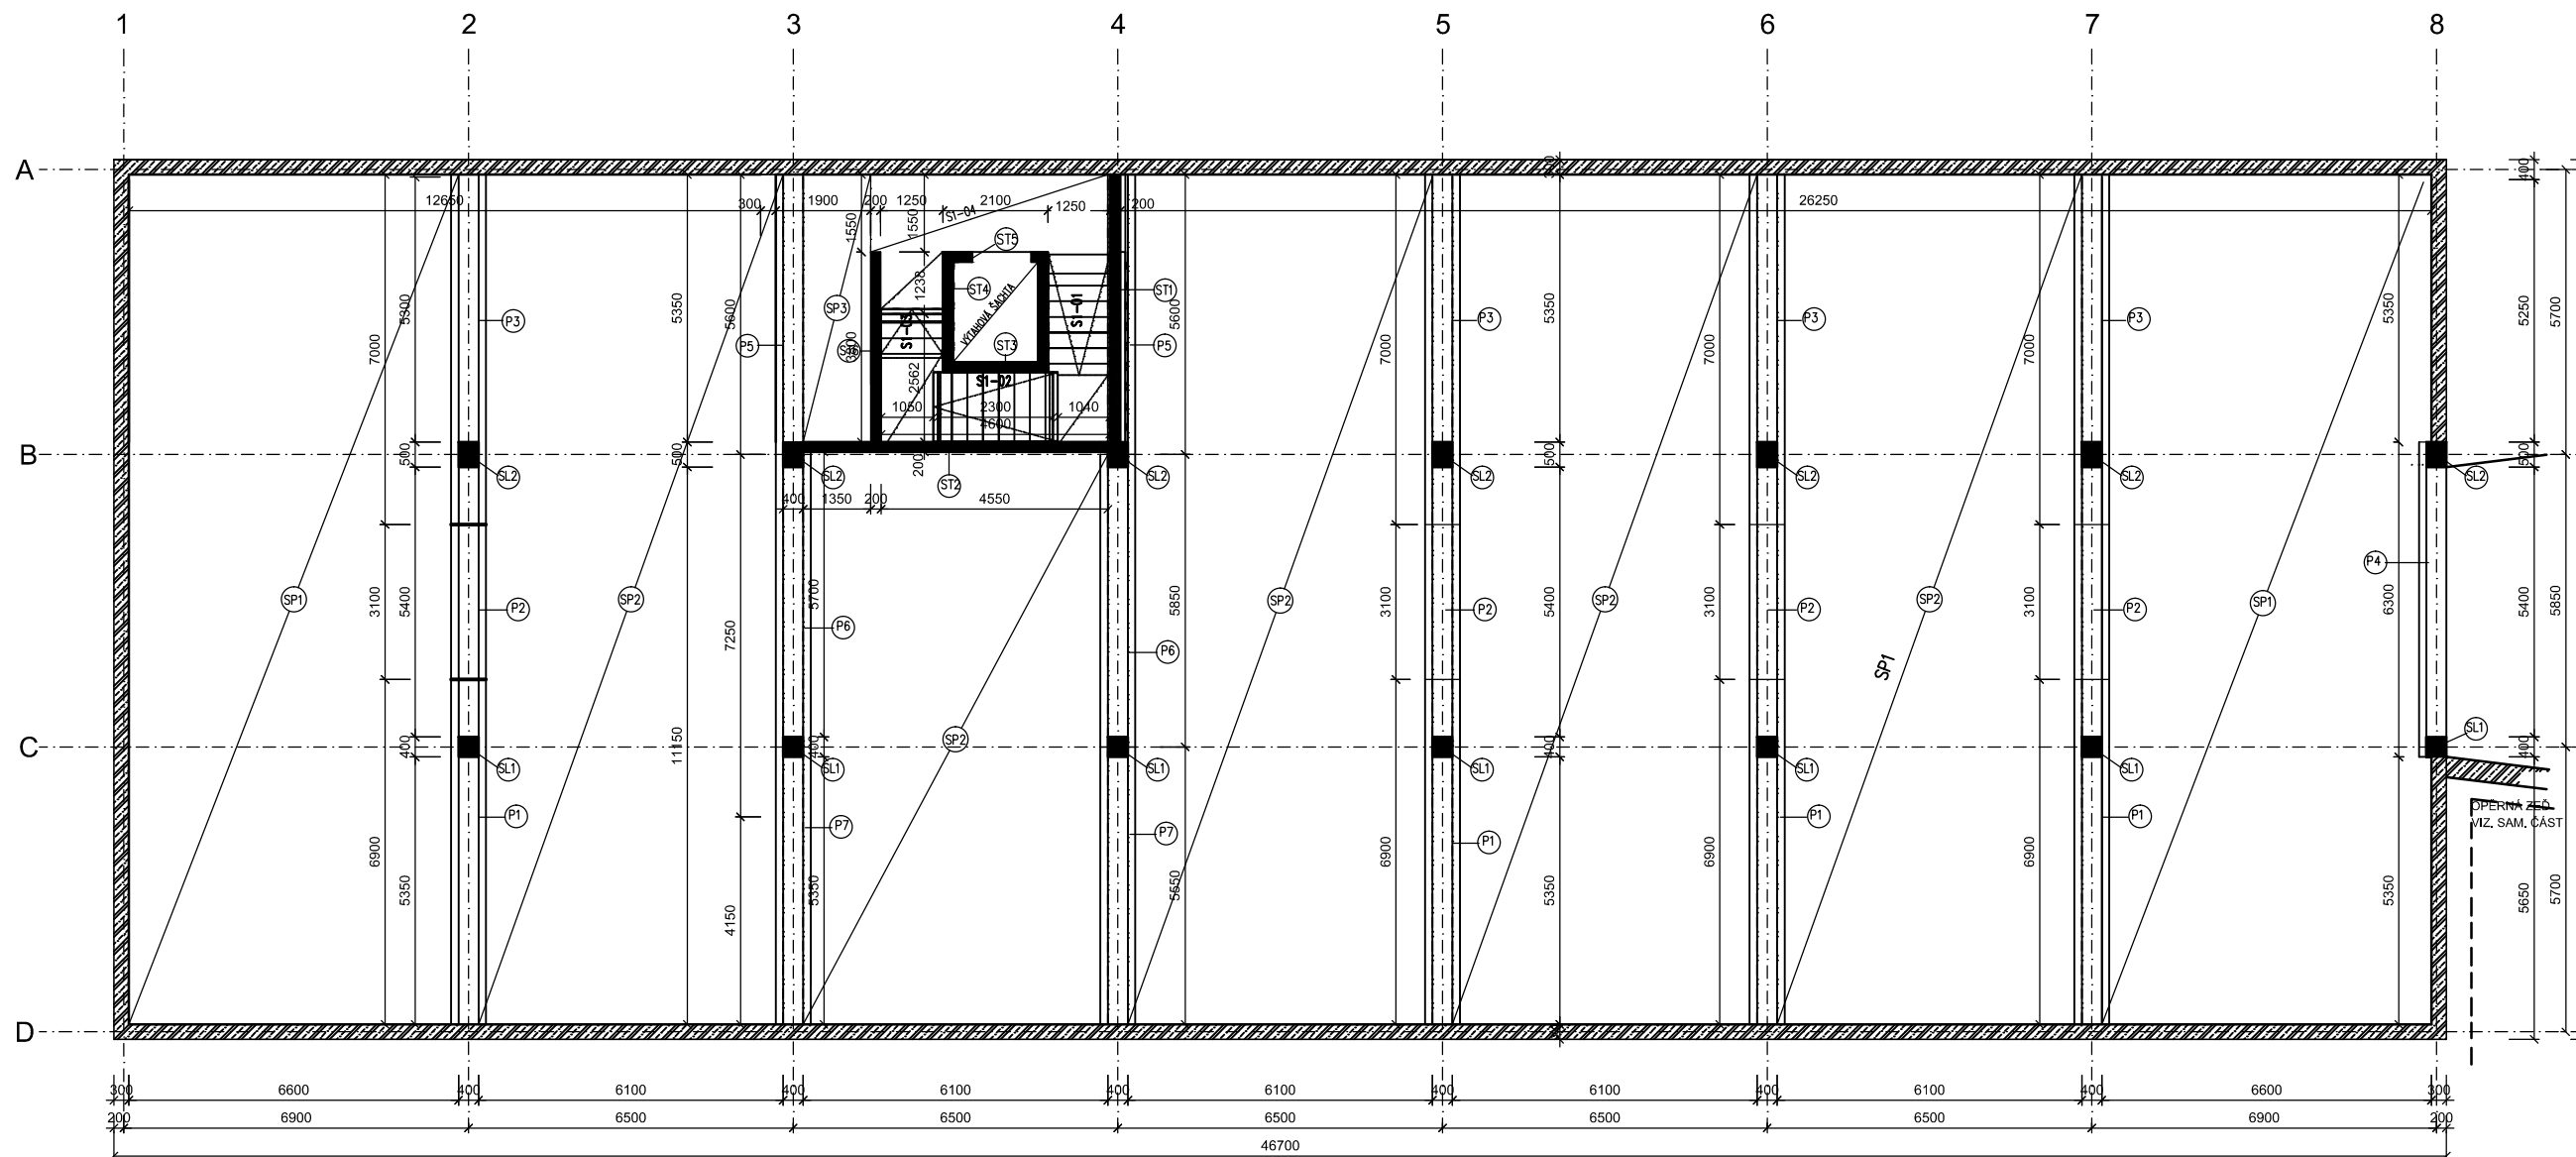 1 2 3 4 5 6 7 8
A
12650 300 1900 200 1250 2100 1250 200 26250
400
S1-04
1550 1550
ST5
ST4
VÝTAHOVÁ ŠACHTA
ST3
ST1
S1-01
S1-03
S1-02
SP3
1238
2562
P5 P5
P3 P3 P3 P3
7000 5300 5350 5600 5600 7000 5350 7000 7000 5350 5250 5700
1050 2300 1040
4600
B
500 500 500 500
200
SL2 SL2 SL2 SL2 SL2 SL2 SL2
ST2
400 1350 200 4550
P4
SP1 SP2 SP2 SP2 SP2 SP1
3100 5400 7250 5700 5850 3100 5400 3100 3100 6300 5400 5850
P2 P2 P2 P2
P6
P6
SP1
SP2
C
400 400 400 400
11150
SL1 SL1 SL1 SL1 SL1 SL1 SL1
OPĚRNÁ ZEĎ
VIZ. SAM. ČÁST
P1 P7 P7 P1 P1 P1
6900 5350 4150 5350 5550 6900 5350 6900 6900 5350 5650 5700
D
300 6600 400 6100 400 6100 400 6100 400 6100 400 6100 400 6600 300
200 6900 6500 6500 6500 6500 6500 6900 200
46700